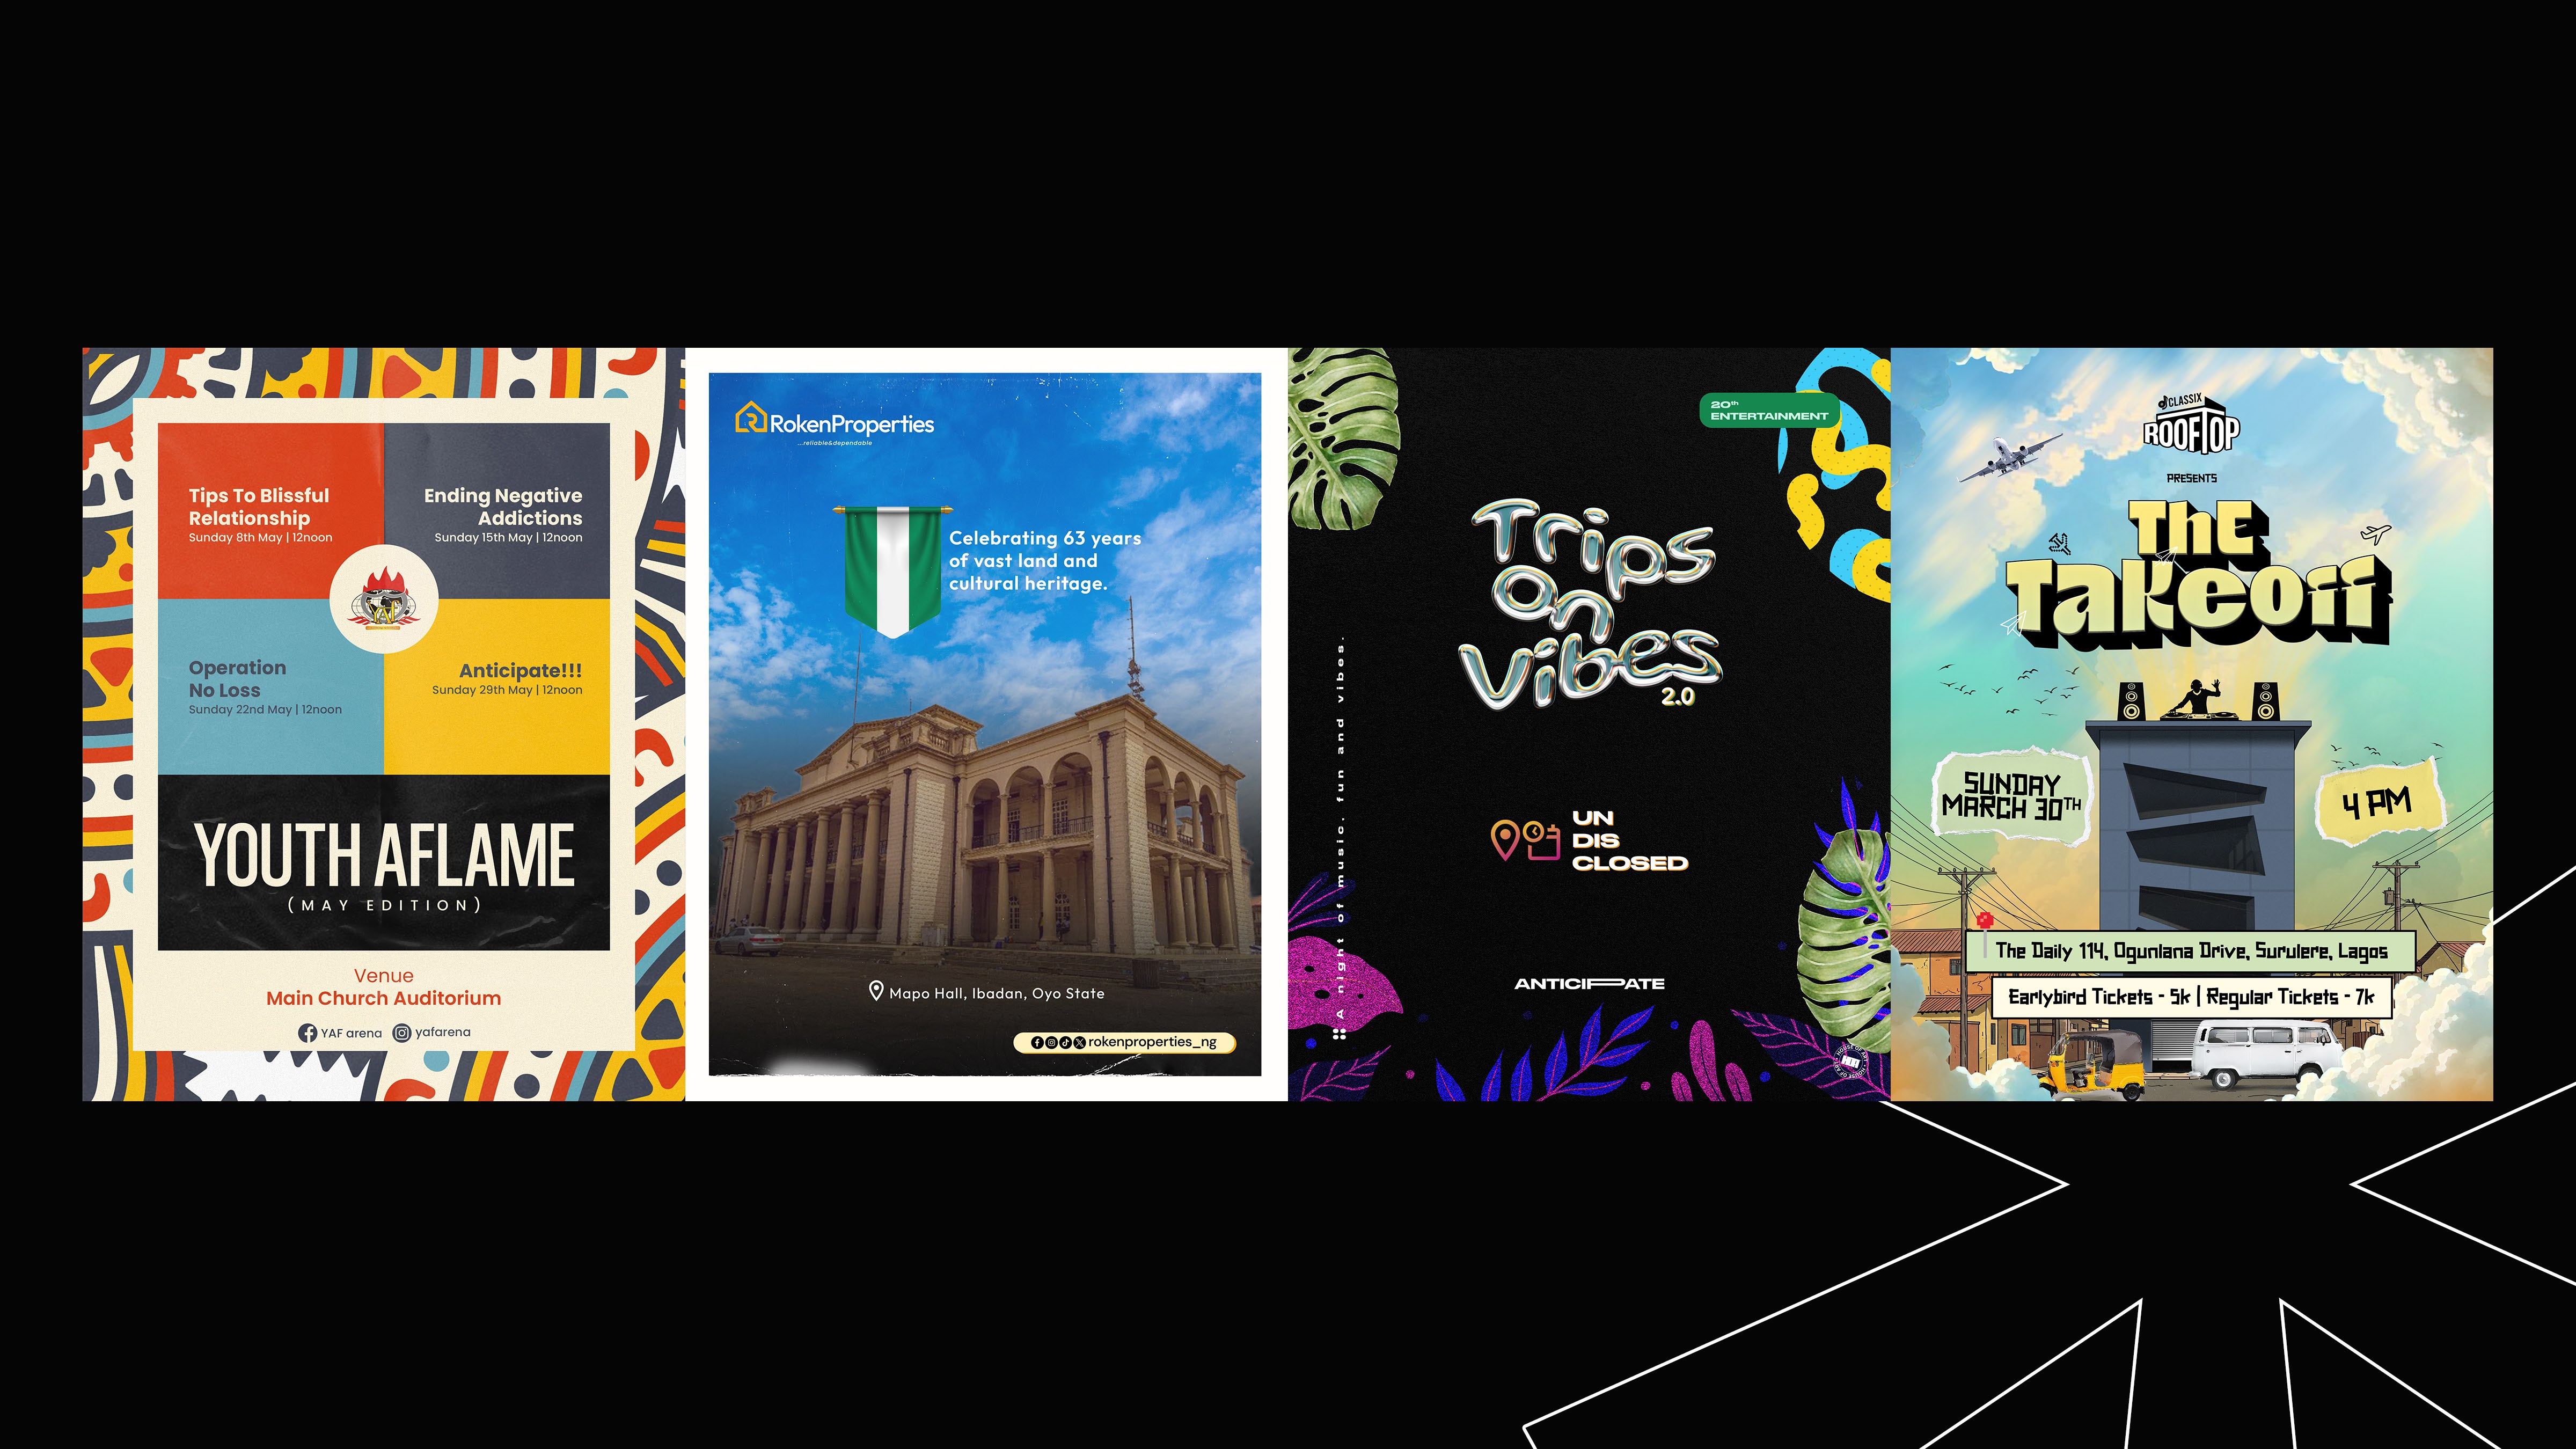 Tips To Blissful
Relationship
Sunday 8th May | 12noon
Ending Negative
Addictions
Sunday 15th May | 12noon
YAF
Operation
No Loss
Sunday 22nd May | 12noon
Anticipate!!!
Sunday 29th May | 12noon
YOUTH AFLAME
(MAY EDITION)
Venue
Main Church Auditorium
YAF arena
yafarena
RokenProperties
...reliable&dependable
Celebrating 63 years
of vast land and
cultural heritage.
Mapo Hall, Ibadan, Oyo State
rokenproperties_ng
20th
ENTERTAINMENT
Trips
On
Vibes
2.0
A night of music. fun and vibes.
UN
DIS
CLOSED
ANTICIPATE
CLASSIX
ROOFTOP
PRESENTS
The
Takeoff
SUNDAY
MARCH 30TH
4 PM
The Daily 114, Ogunlana Drive, Surulere, Lagos
Earlybird Tickets - 5k | Regular Tickets - 7k